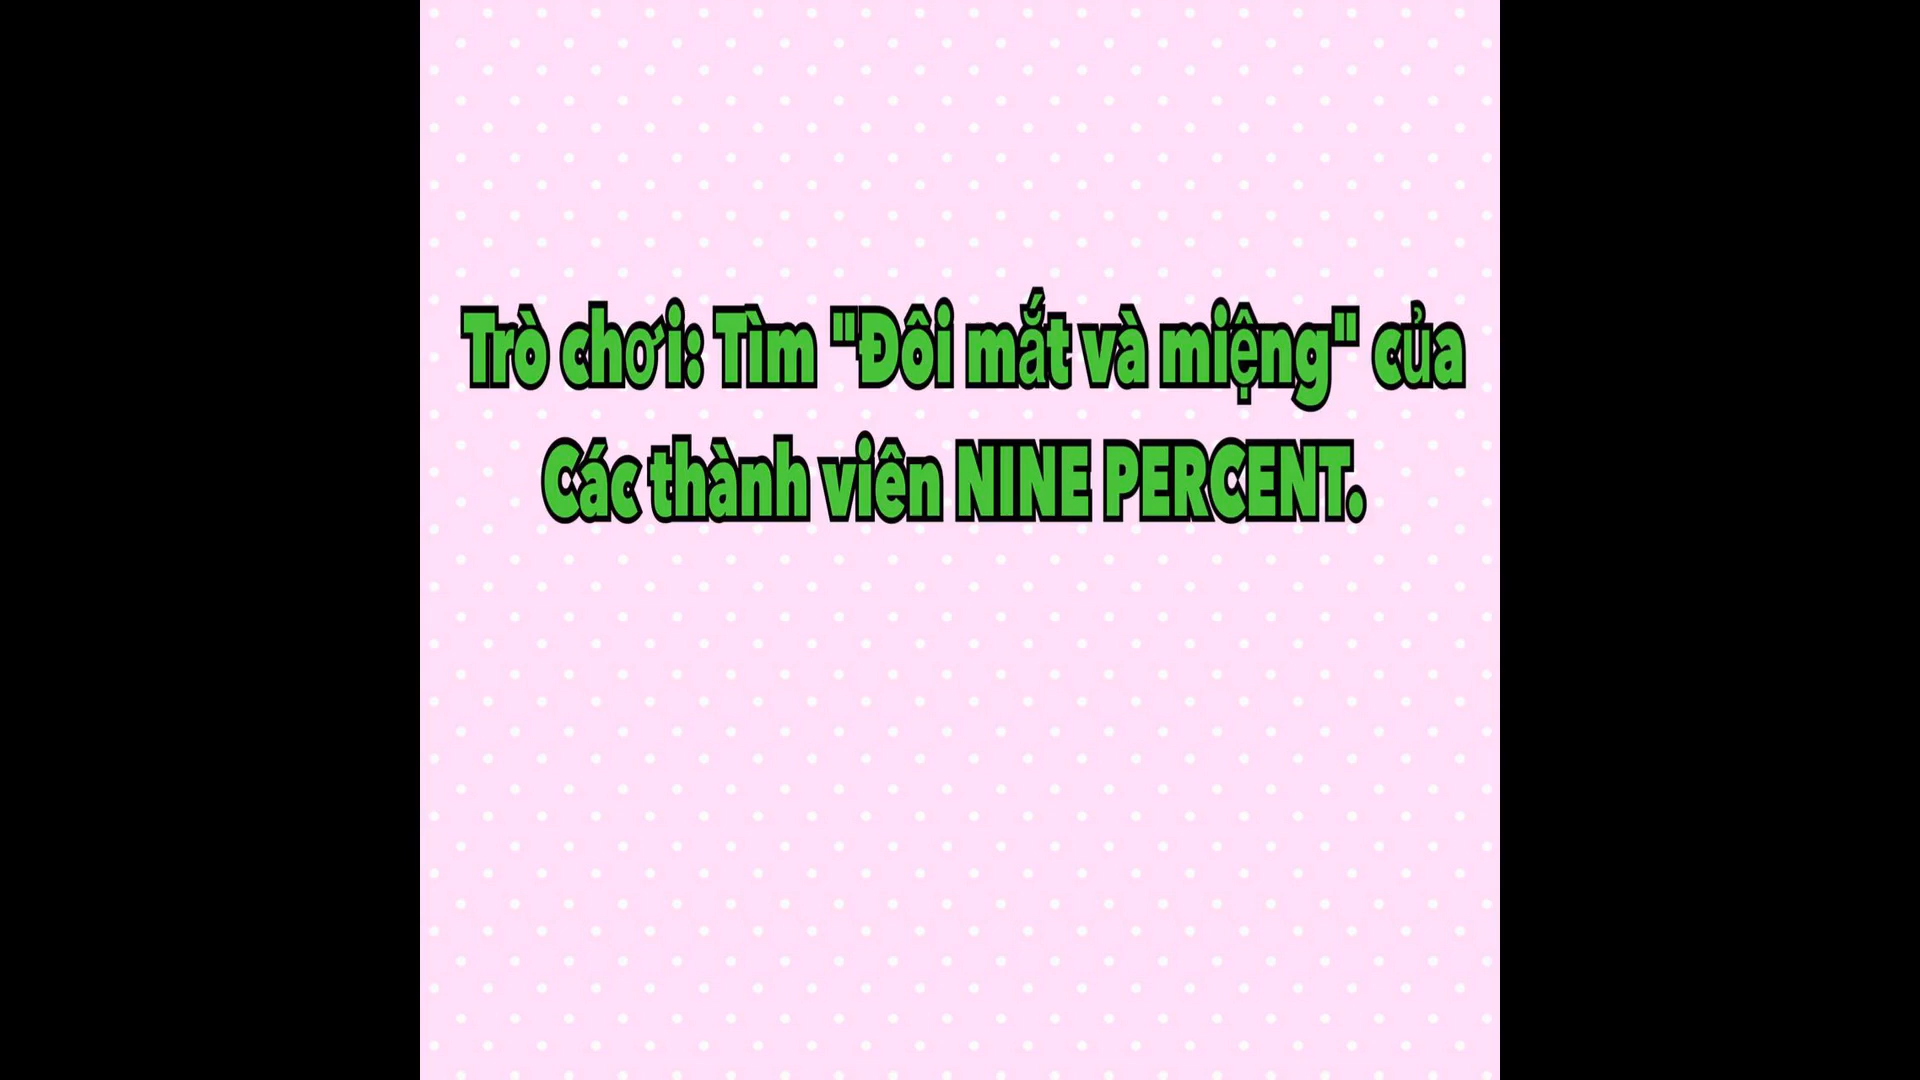 Trò chơi: Tìm "Đôi mắt và miệng" của
Các thành viên NINE PERCENT.